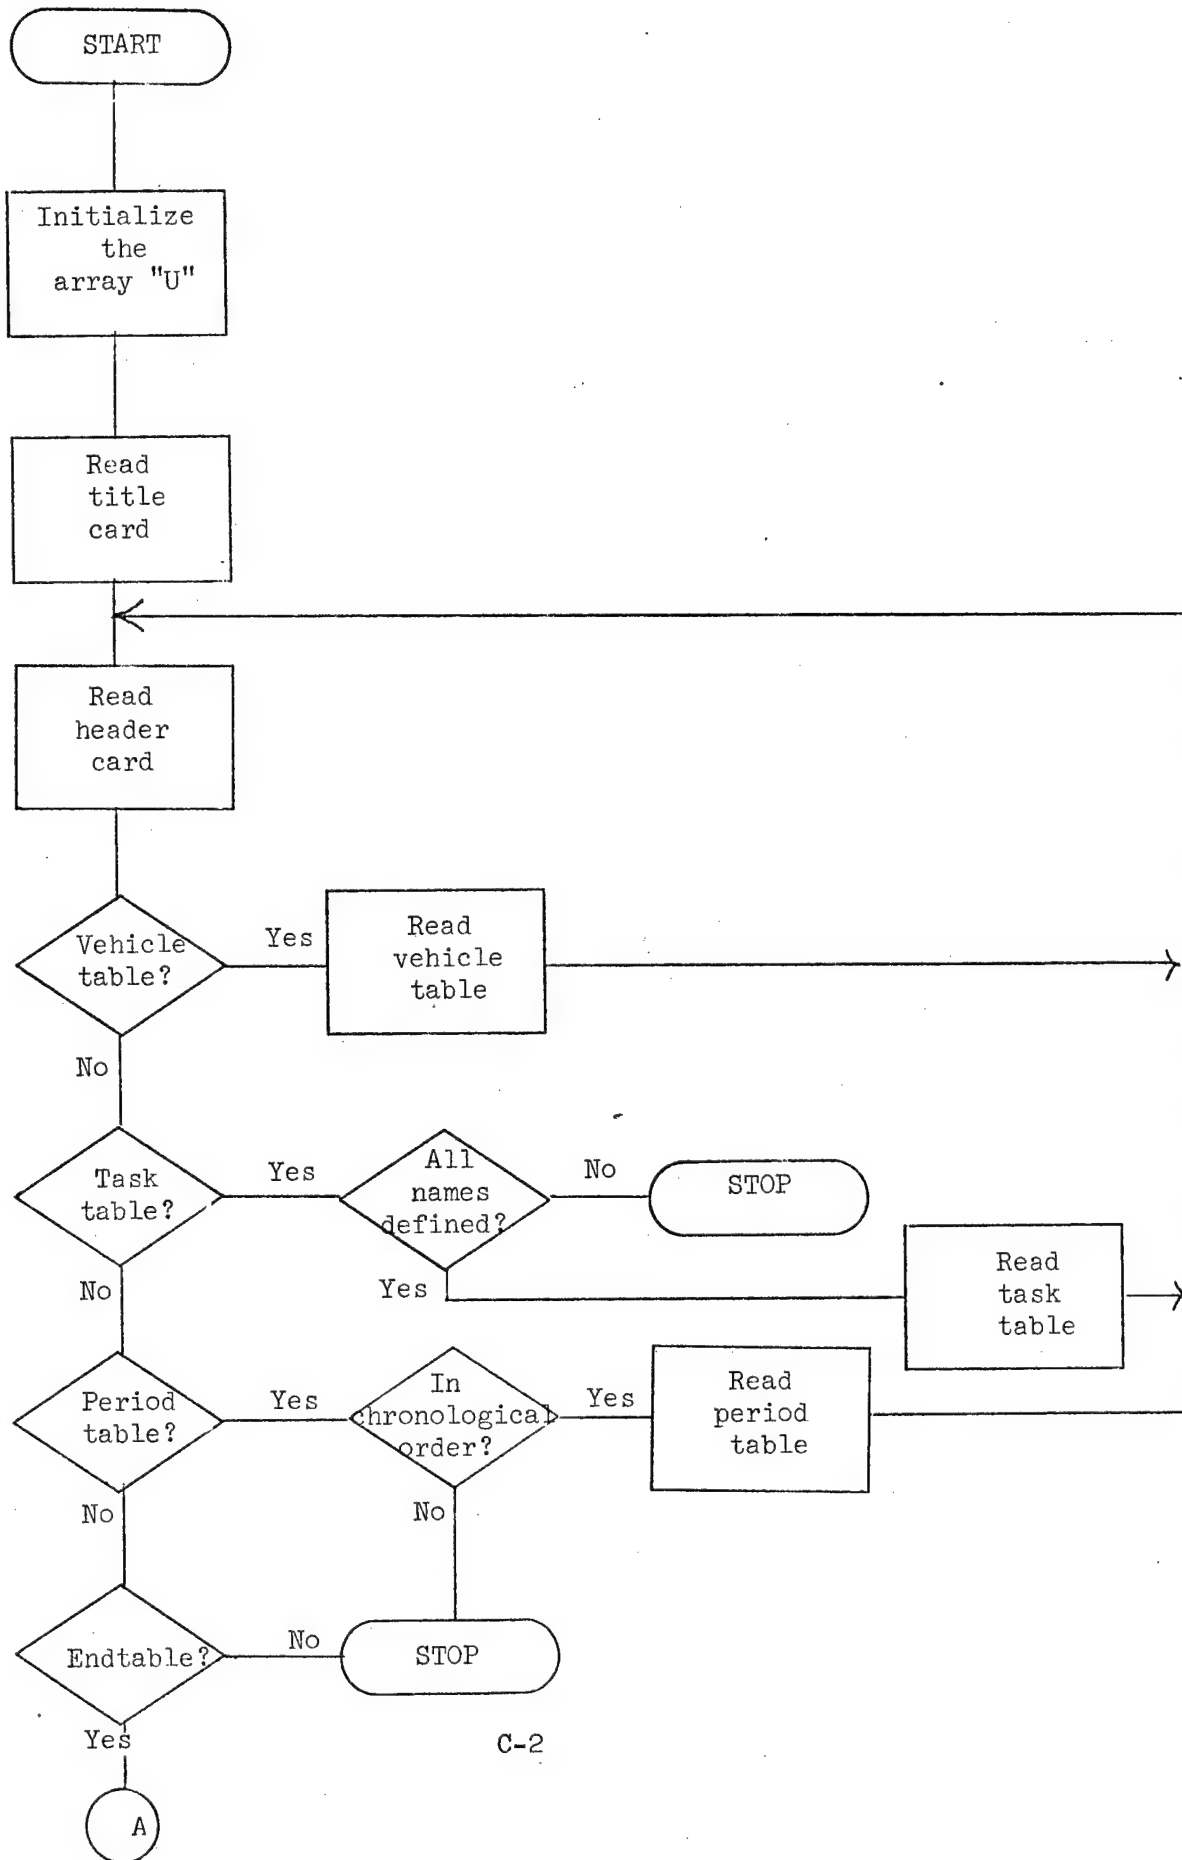 START
Initialize
the
array "U"
Read
title
card
Read
header
card
Vehicle
table?
Yes
Read
vehicle
table
No
Task
table?
Yes
All
names
defined?
No
STOP
Yes
Read
task
table
No
Period
table?
Yes
In
chronological
order?
Yes
Read
period
table
No
No
Endtable?
No
STOP
Yes
C-2
A